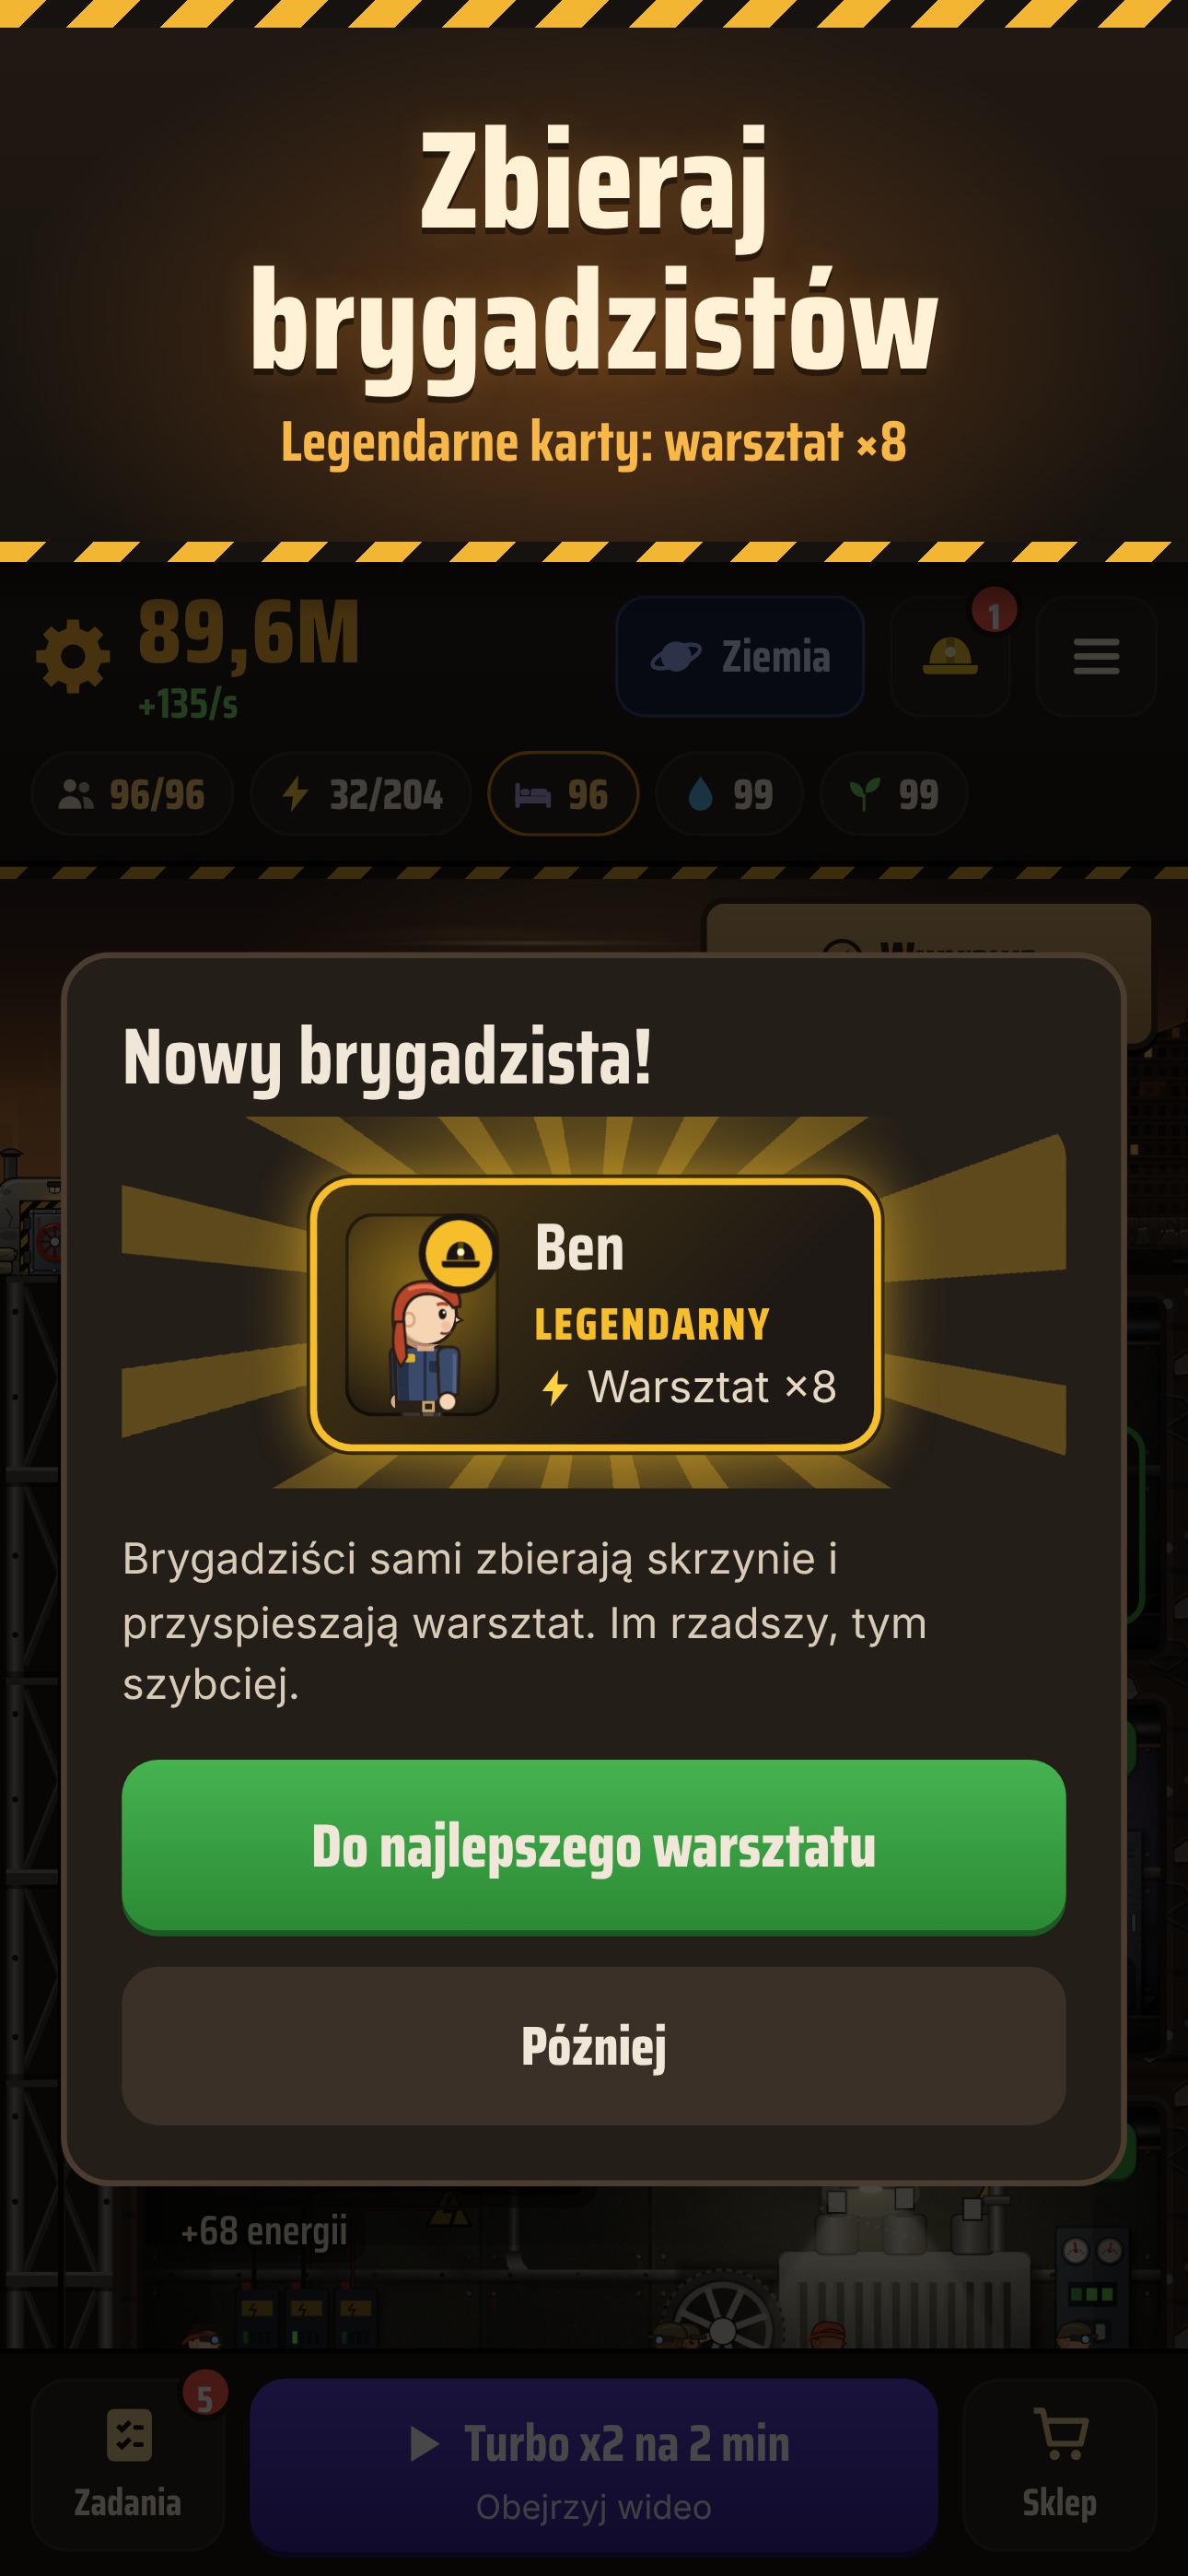 Zbieraj
brygadzistów
Legendarne karty: warsztat ×8
89,6M
+135/s
Ziemia
1
96/96
32/204
96
99
99
Nowy brygadzista!
Ben
LEGENDARNY
Warsztat ×8
Brygadziści sami zbierają skrzynie i
przyspieszają warsztat. Im rzadszy, tym
szybciej.
Do najlepszego warsztatu
Później
+68 energii
5
Zadania
Turbo x2 na 2 min
Obejrzyj wideo
Sklep